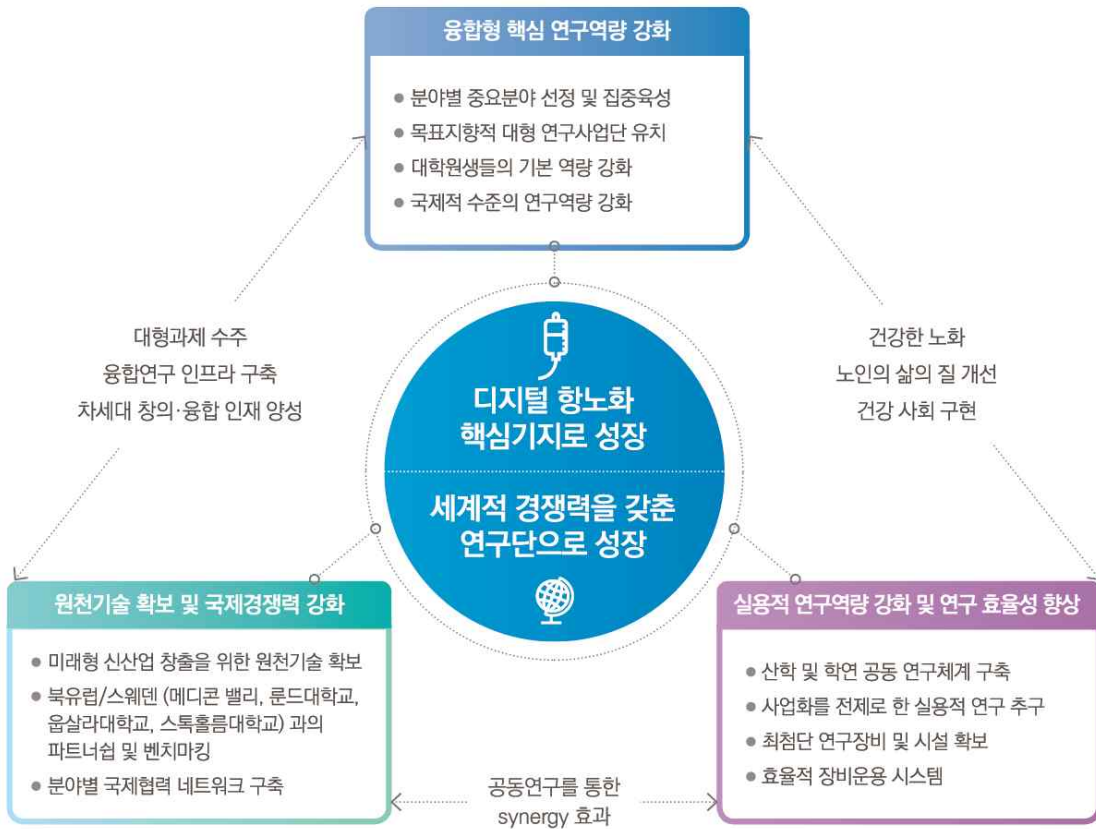 융합형 핵심 연구역량 강화
● 분야별 중요분야 선정 및 집중육성
● 목표지향적 대형 연구사업단 유치
● 대학원생들의 기본 역량 강화
● 국제적 수준의 연구역량 강화
대형과제 수주
융합연구 인프라 구축
차세대 창의·융합 인재 양성
건강한 노화
노인의 삶의 질 개선
건강 사회 구현
디지털 항노화
핵심기지로 성장
세계적 경쟁력을 갖춘
연구단으로 성장
원천기술 확보 및 국제경쟁력 강화
● 미래형 신산업 창출을 위한 원천기술 확보
● 북유럽/스웨덴 (메디콘 밸리, 룬드대학교,
웁살라대학교, 스톡홀름대학교) 과의
파트너쉽 및 벤치마킹
● 분야별 국제협력 네트워크 구축
실용적 연구역량 강화 및 연구 효율성 향상
● 산학 및 학연 공동 연구체계 구축
● 사업화를 전제로 한 실용적 연구 추구
● 최첨단 연구장비 및 시설 확보
● 효율적 장비운용 시스템
공동연구를 통한
synergy 효과